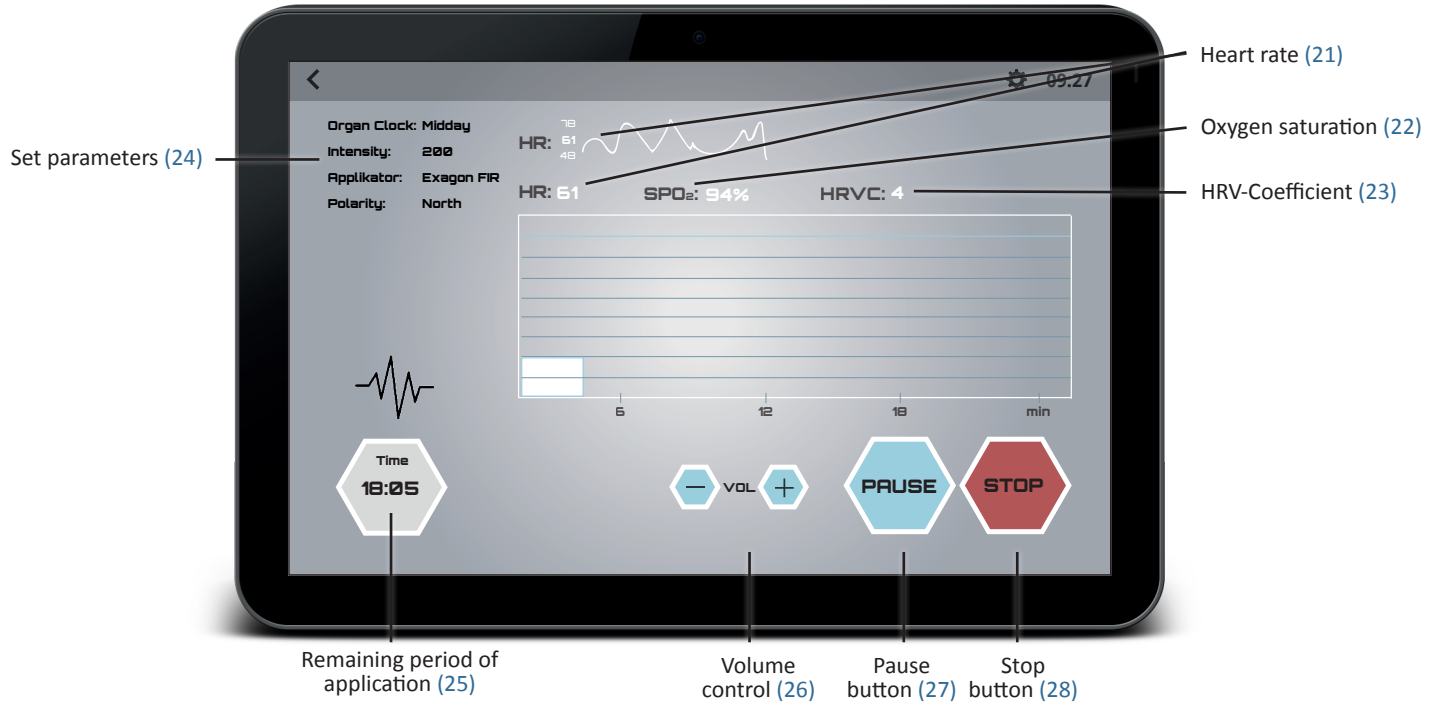 Heart rate (21)
09:27
Organ Clock: Midday
Intensity: 200
Applikator: Exagon FIR
Polarity: North
HR: 78
61
48
Oxygen saturation (22)
Set parameters (24)
HR: 61 SPO₂: 94% HRVC: 4
HRV-Coefficient (23)
6 12 18 min
Time
18:05
VOL
PAUSE
STOP
Remaining period of
application (25)
Volume
control (26)
Pause
button (27)
Stop
button (28)